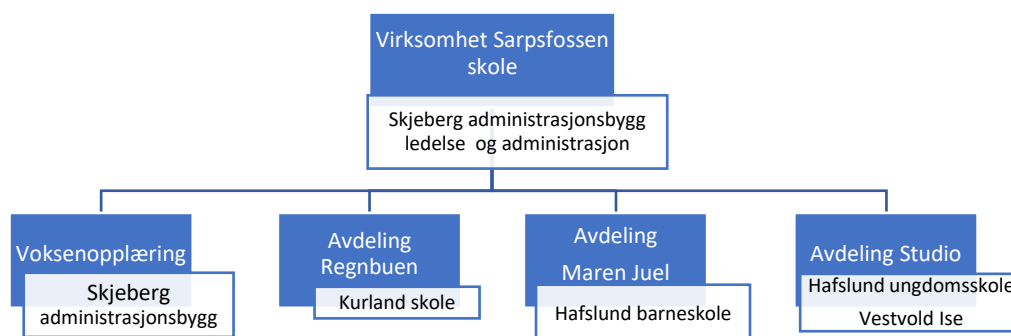 Virksomhet Sarpsfossen
skole
Skjeberg administrasjonsbygg
ledelse og administrasjon
Voksenopplæring
Skjeberg
administrasjonsbygg
Avdeling
Regnbuen
Kurland skole
Avdeling
Maren Juel
Hafslund barneskole
Avdeling Studio
Hafslund ungdomsskole
Vestvold Ise